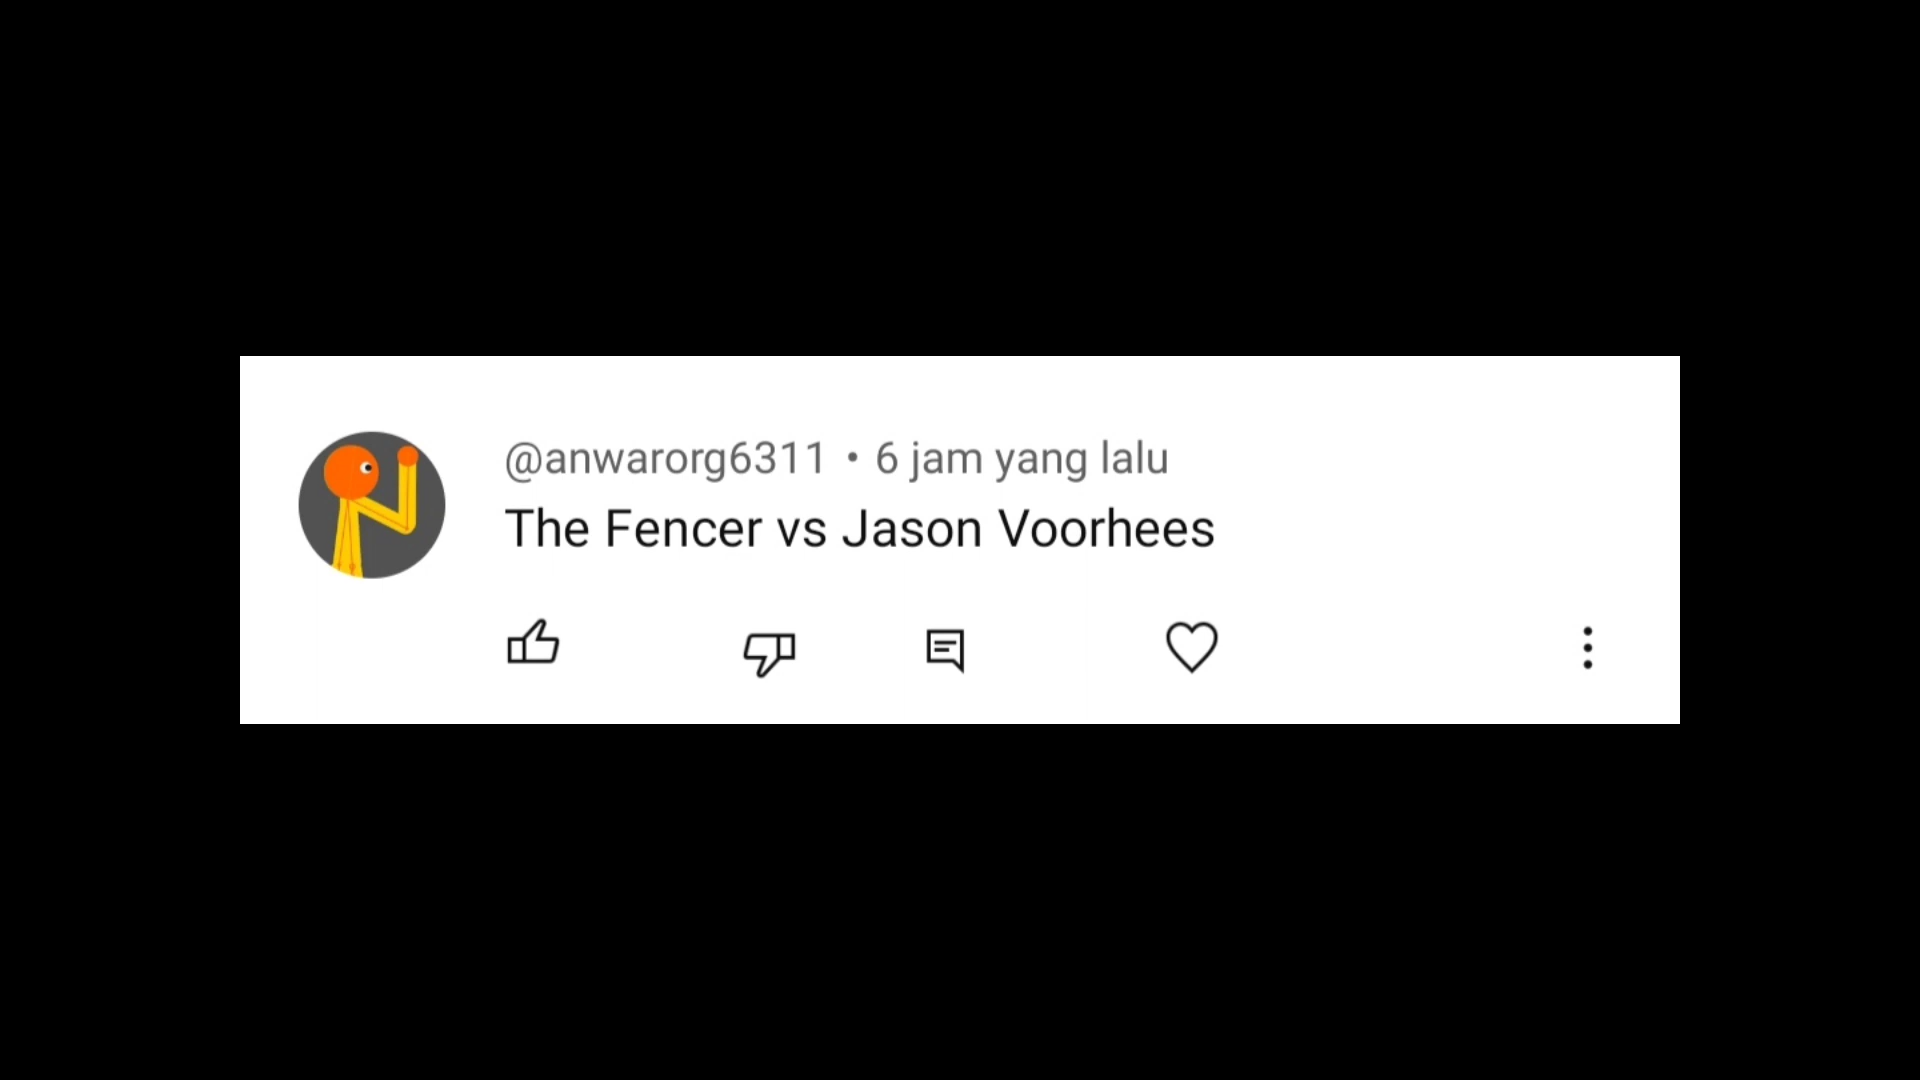 @anwarorg6311 • 6 jam yang lalu
The Fencer vs Jason Voorhees